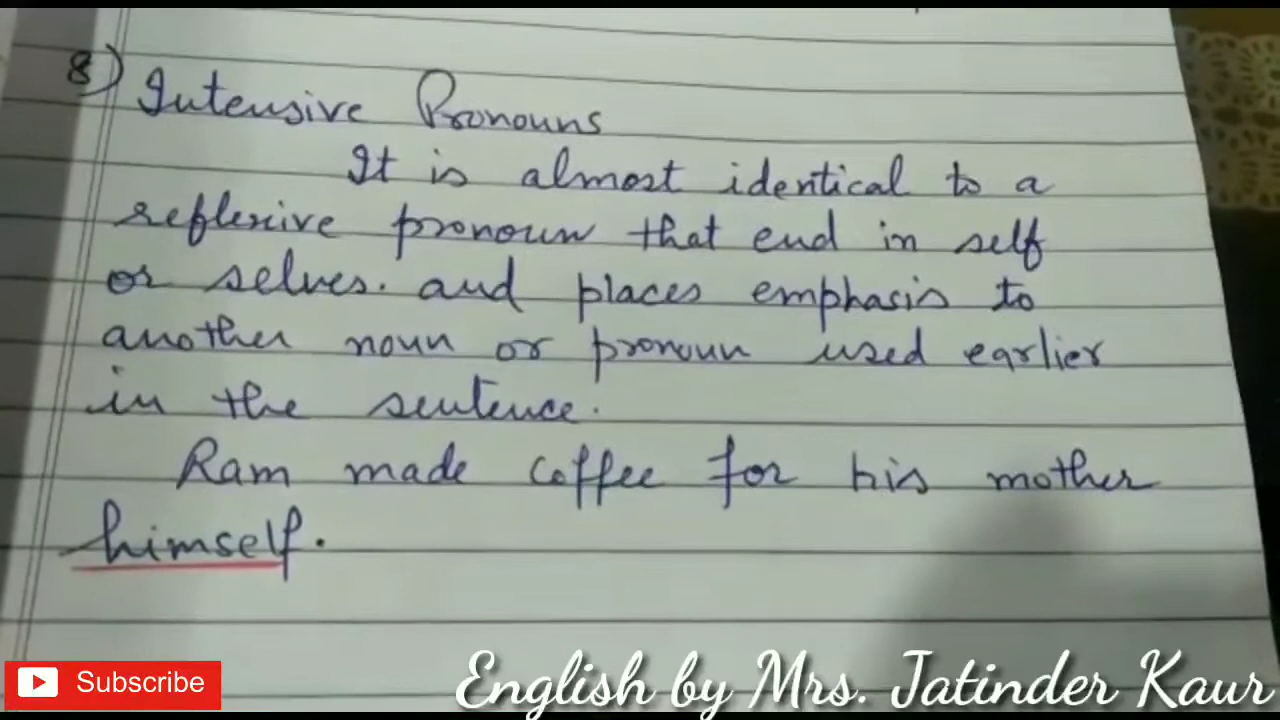 8) Intensive Pronouns
It is almost identical to a
reflexive pronoun that end in self
or selves. and places emphasis to
another noun or pronoun used earlier
in the sentence.
Ram made coffee for his mother
himself.
Subscribe
English by Mrs. Jatinder Kaur